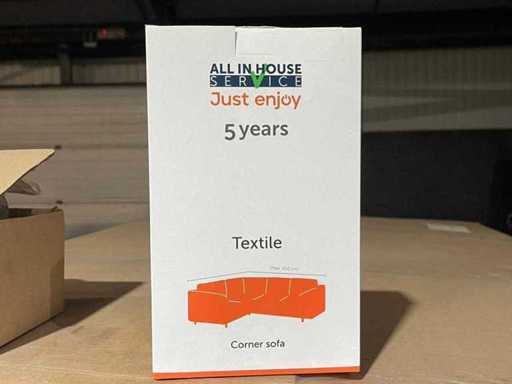 ALL IN HOUSE
SERVICE
Just enjoy
5 years
Textile
Corner sofa